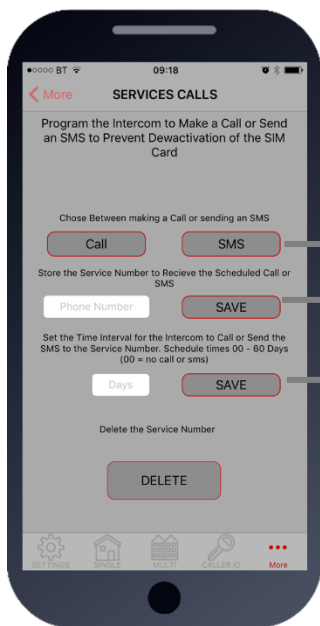 BT 09:18
More SERVICES CALLS
Program the Intercom to Make a Call or Send
an SMS to Prevent Dewactivation of the SIM
Card
Chose Between making a Call or sending an SMS
Call SMS
Store the Service Number to Recieve the Scheduled Call or
SMS
Phone Number SAVE
Set the Time Interval for the Intercom to Call or Send the
SMS to the Service Number. Schedule times 00 - 60 Days
(00 = no call or sms)
Days SAVE
Delete the Service Number
DELETE
SETTINGS SINGLE MULTI CALLER ID More